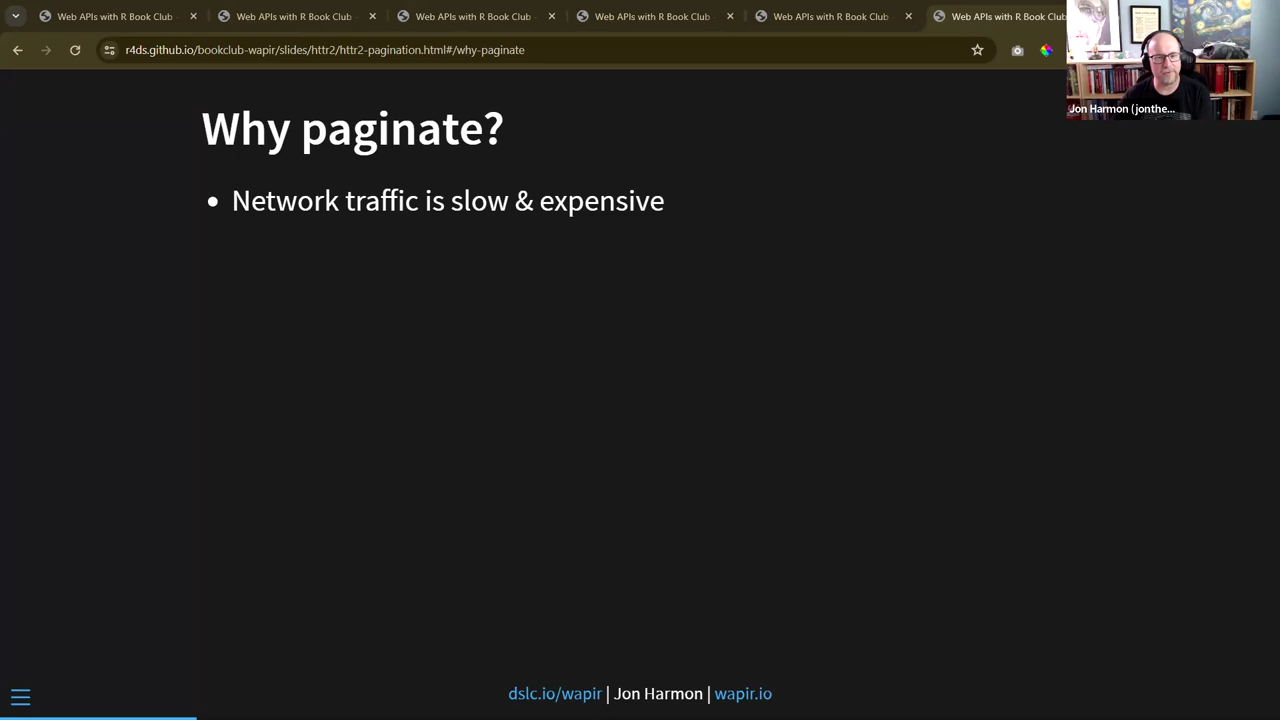 Web APIs with R Book Club
Web APIs with R Book Club
Web APIs with R Book Club
Web APIs with R Book Club
Web APIs with R Book Club
Web APIs with R Book Club
r4ds.github.io/bookclub-wapir/slides/httr2/httr2-pagination.html#/why-paginate
Jon Harmon (jonthe...
Why paginate?
• Network traffic is slow & expensive
dslc.io/wapir | Jon Harmon | wapir.io